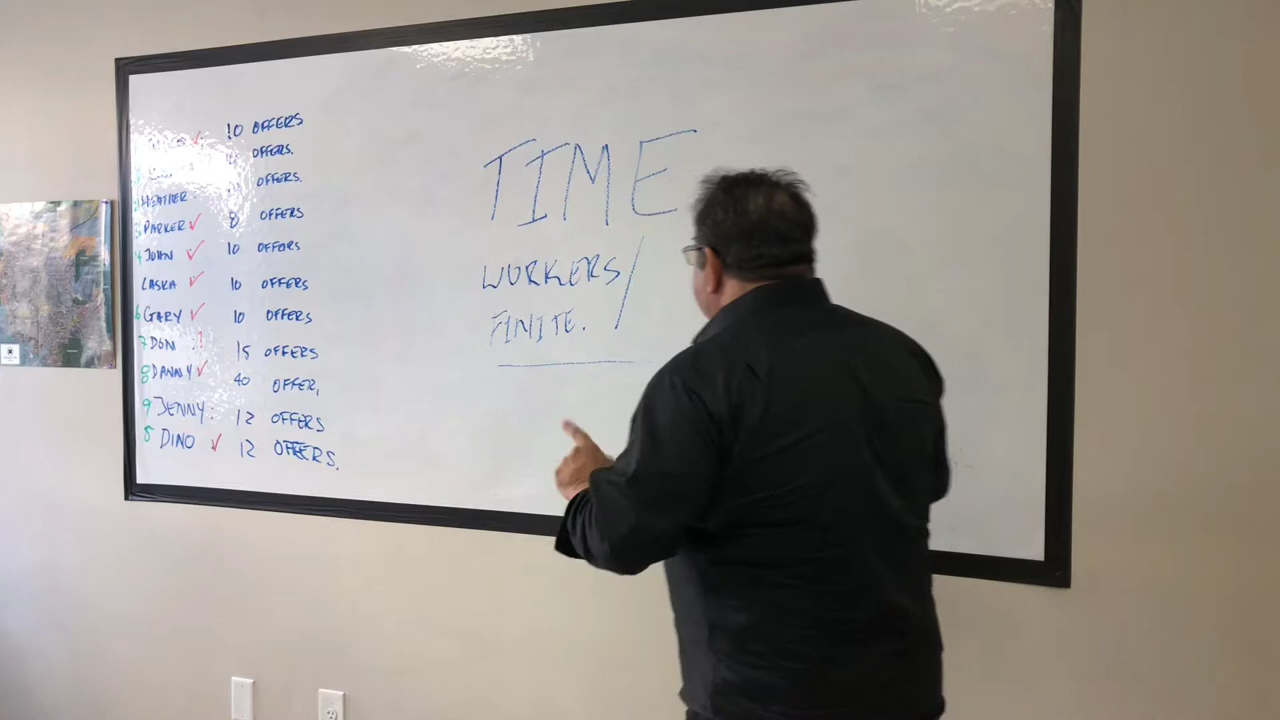 10 OFFERS
OFFERS.
HEATHER OFFERS.
3 PARKER ✓ 8 OFFERS
4 JOHN ✓ 10 OFFERS
LASKA ✓ 10 OFFERS
6 GARY ✓ 10 OFFERS
7 DON : ! 15 OFFERS
8 DANNY ✓ 40 OFFER,
9 JENNY: 12 OFFERS
8 DINO ✓ 12 OFFERS.
TIME
WORKERS/
FINITE.